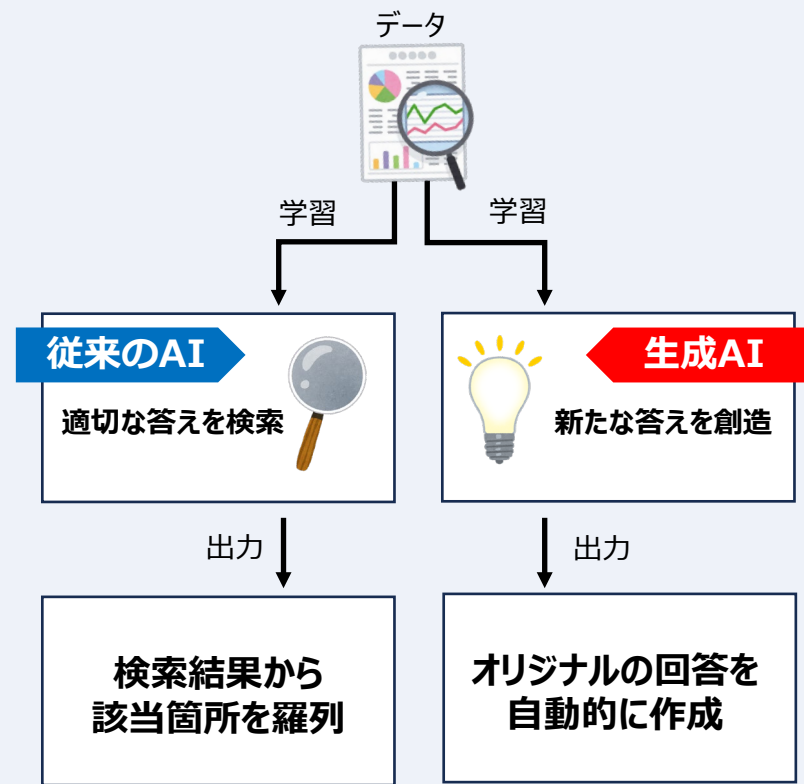 データ
学習
学習
従来のAI
適切な答えを検索
生成AI
新たな答えを創造
出力
出力
検索結果から
該当箇所を羅列
オリジナルの回答を
自動的に作成